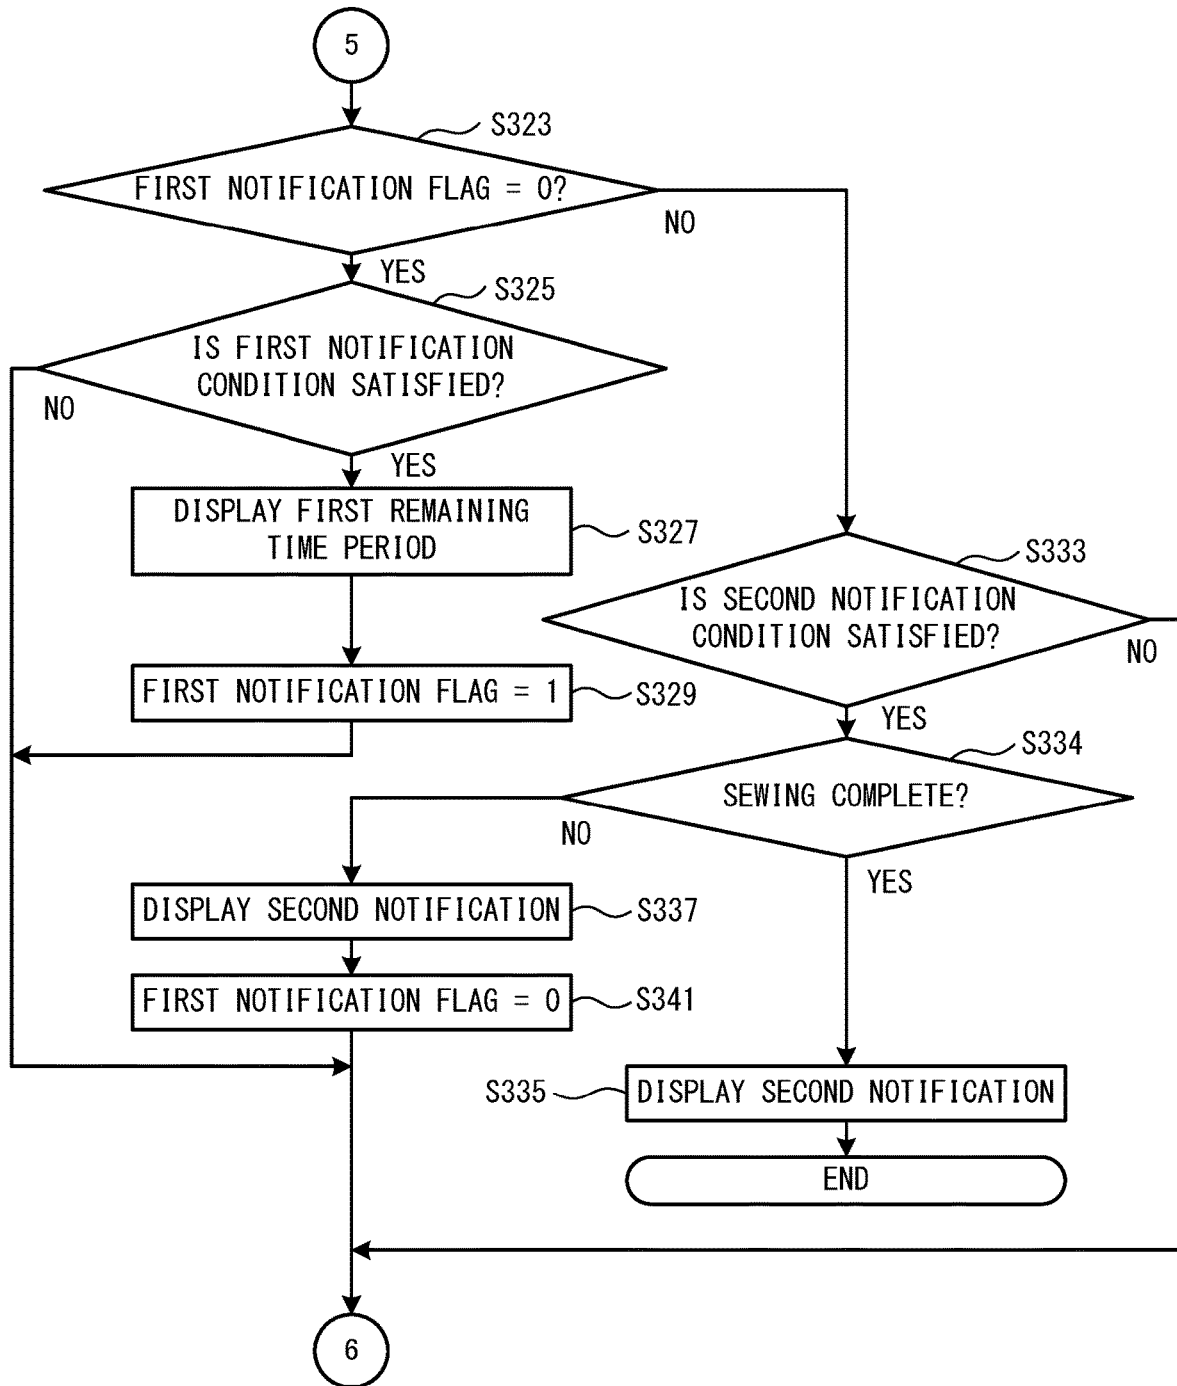 5
S323
FIRST NOTIFICATION FLAG = 0?
NO
YES
S325
IS FIRST NOTIFICATION
CONDITION SATISFIED?
NO
YES
DISPLAY FIRST REMAINING
TIME PERIOD
S327
S333
IS SECOND NOTIFICATION
CONDITION SATISFIED?
NO
FIRST NOTIFICATION FLAG = 1
S329
YES
S334
SEWING COMPLETE?
NO
YES
DISPLAY SECOND NOTIFICATION
S337
FIRST NOTIFICATION FLAG = 0
S341
S335
DISPLAY SECOND NOTIFICATION
END
6